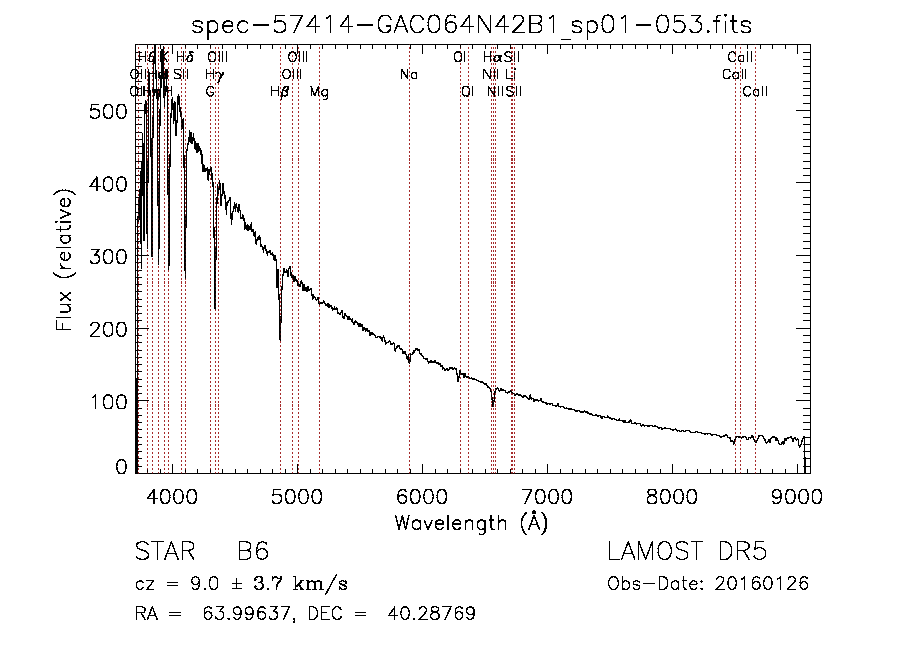 spec-57414-GAC064N42B1_sp01-053.fits
Hδ OIII OIII OI Hα SII CaII
SII Hγ OIII Na NII Li CaII
G Hβ Mg OI NII SII CaII
500
400
300
200
100
0
Flux (relative)
4000 5000 6000 7000 8000 9000
Wavelength (Å)
STAR B6 LAMOST DR5
cz = 9.0 ± 3.7 km/s Obs-Date: 20160126
RA = 63.99637, DEC = 40.28769